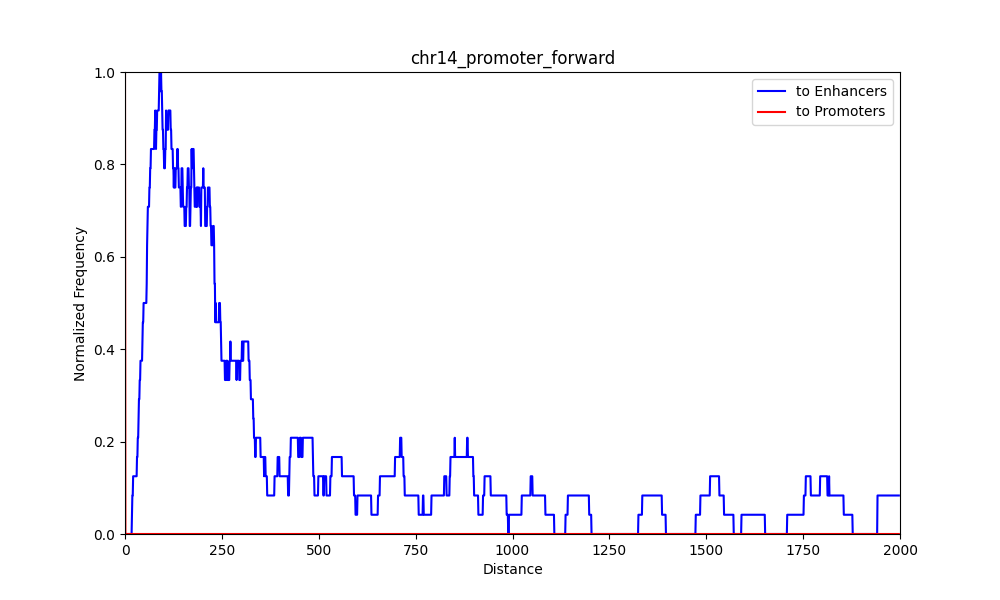 chr14_promoter_forward
to Enhancers
to Promoters
Normalized Frequency
1.0
0.8
0.6
0.4
0.2
0.0
0 250 500 750 1000 1250 1500 1750 2000
Distance